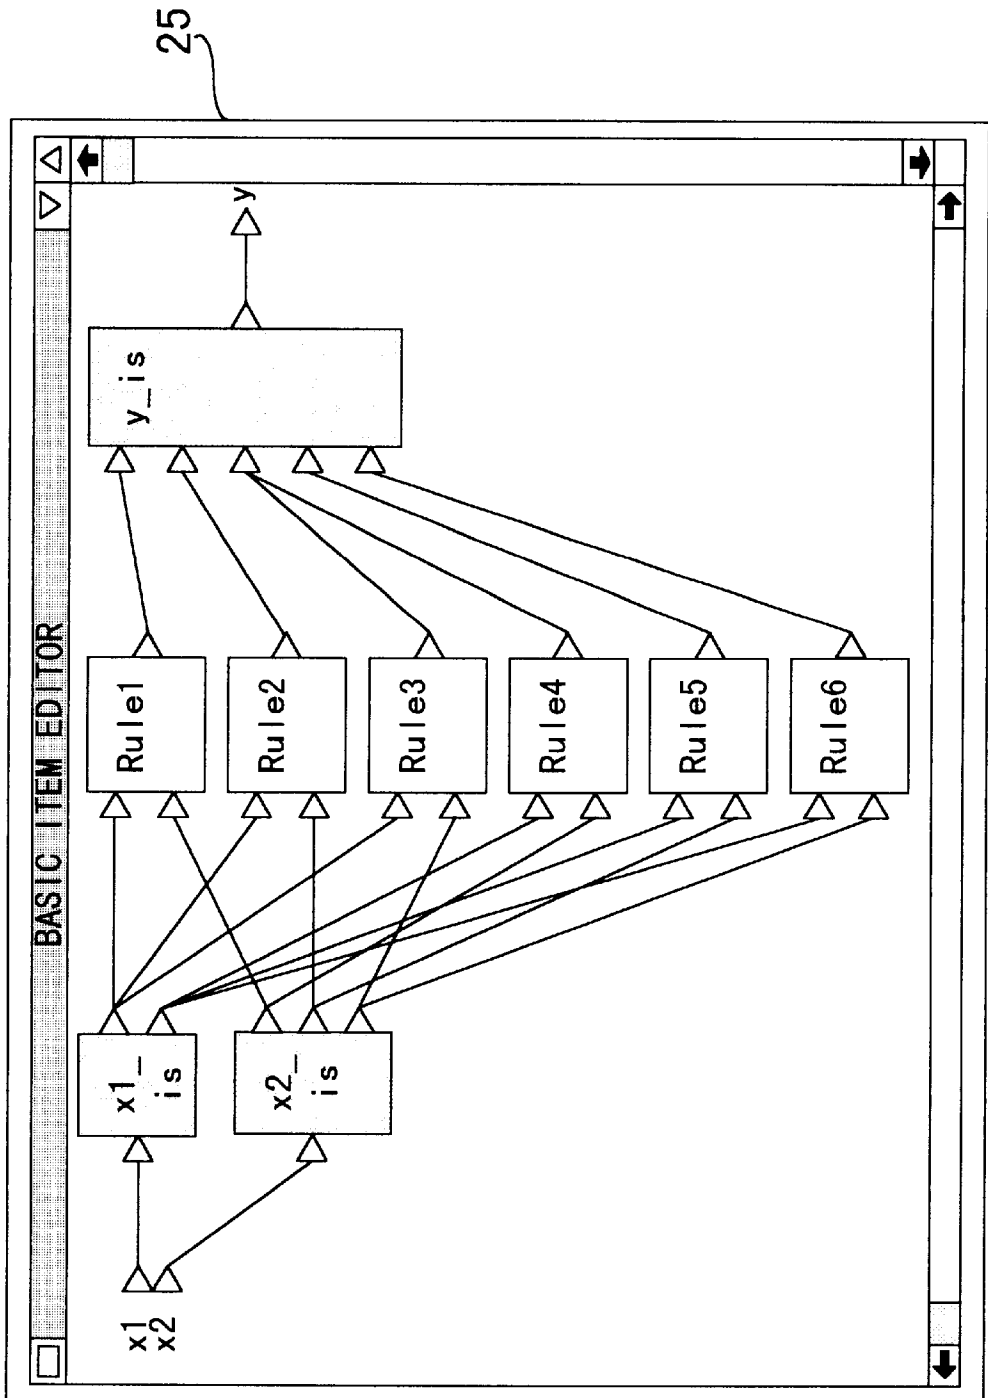 25
BASIC ITEM EDITOR
x1
x2
x1_
is
x2_
is
Rule1
Rule2
Rule3
Rule4
Rule5
Rule6
y_is
y